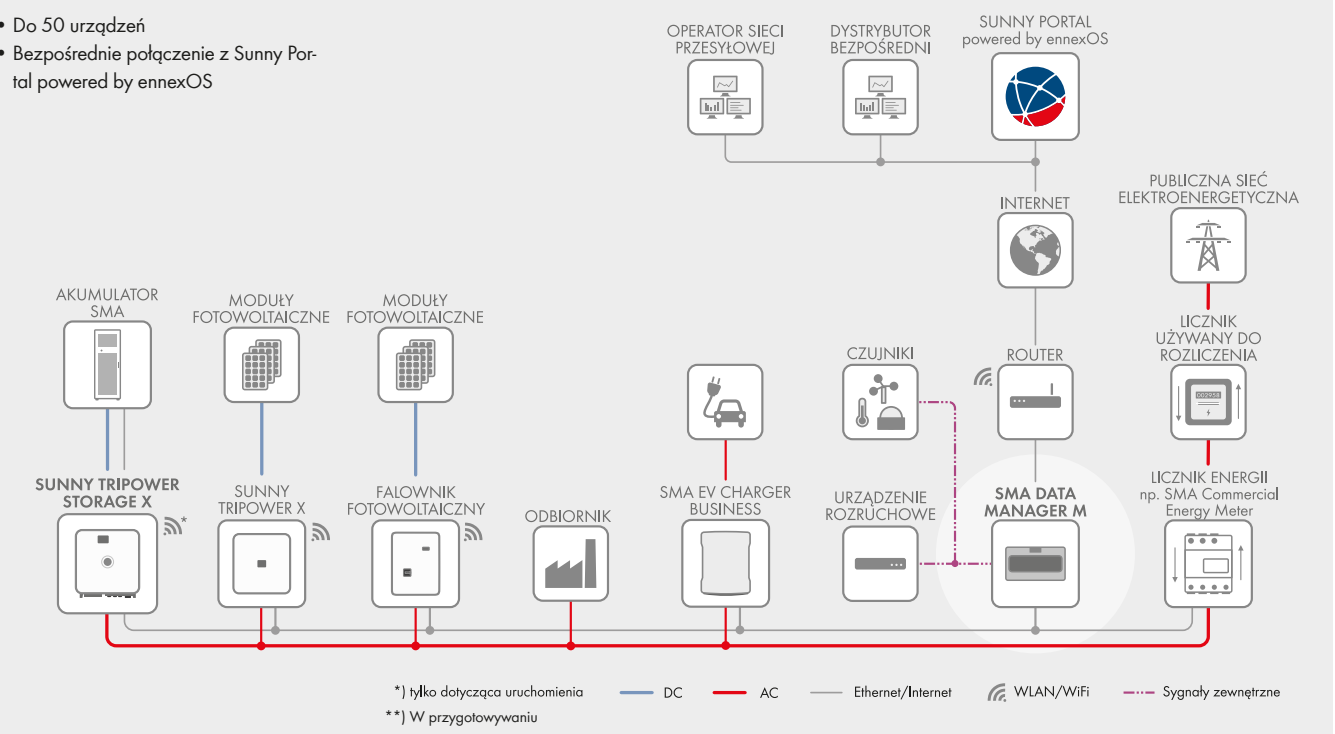 • Do 50 urządzeń
• Bezpośrednie połączenie z Sunny Por-
tal powered by ennexOS
OPERATOR SIECI
PRZESYŁOWEJ
DYSTRYBUTOR
BEZPOŚREDNI
SUNNY PORTAL
powered by ennexOS
INTERNET
PUBLICZNA SIEĆ
ELEKTROENERGETYCZNA
AKUMULATOR
SMA
MODUŁY
FOTOWOLTAICZNE
MODUŁY
FOTOWOLTAICZNE
CZUJNIKI
ROUTER
LICZNIK
UŻYWANY DO
ROZLICZENIA
002958
SUNNY TRIPOWER
STORAGE X
*
SUNNY
TRIPOWER X
FALOWNIK
FOTOWOLTAICZNY
ODBIORNIK
SMA EV CHARGER
BUSINESS
URZĄDZENIE
ROZRUCHOWE
SMA DATA
MANAGER M
LICZNIK ENERGII
np. SMA Commercial
Energy Meter
*) tylko dotycząca uruchomienia
DC
AC
Ethernet/Internet
WLAN/WiFi
Sygnały zewnętrzne
**) W przygotowywaniu